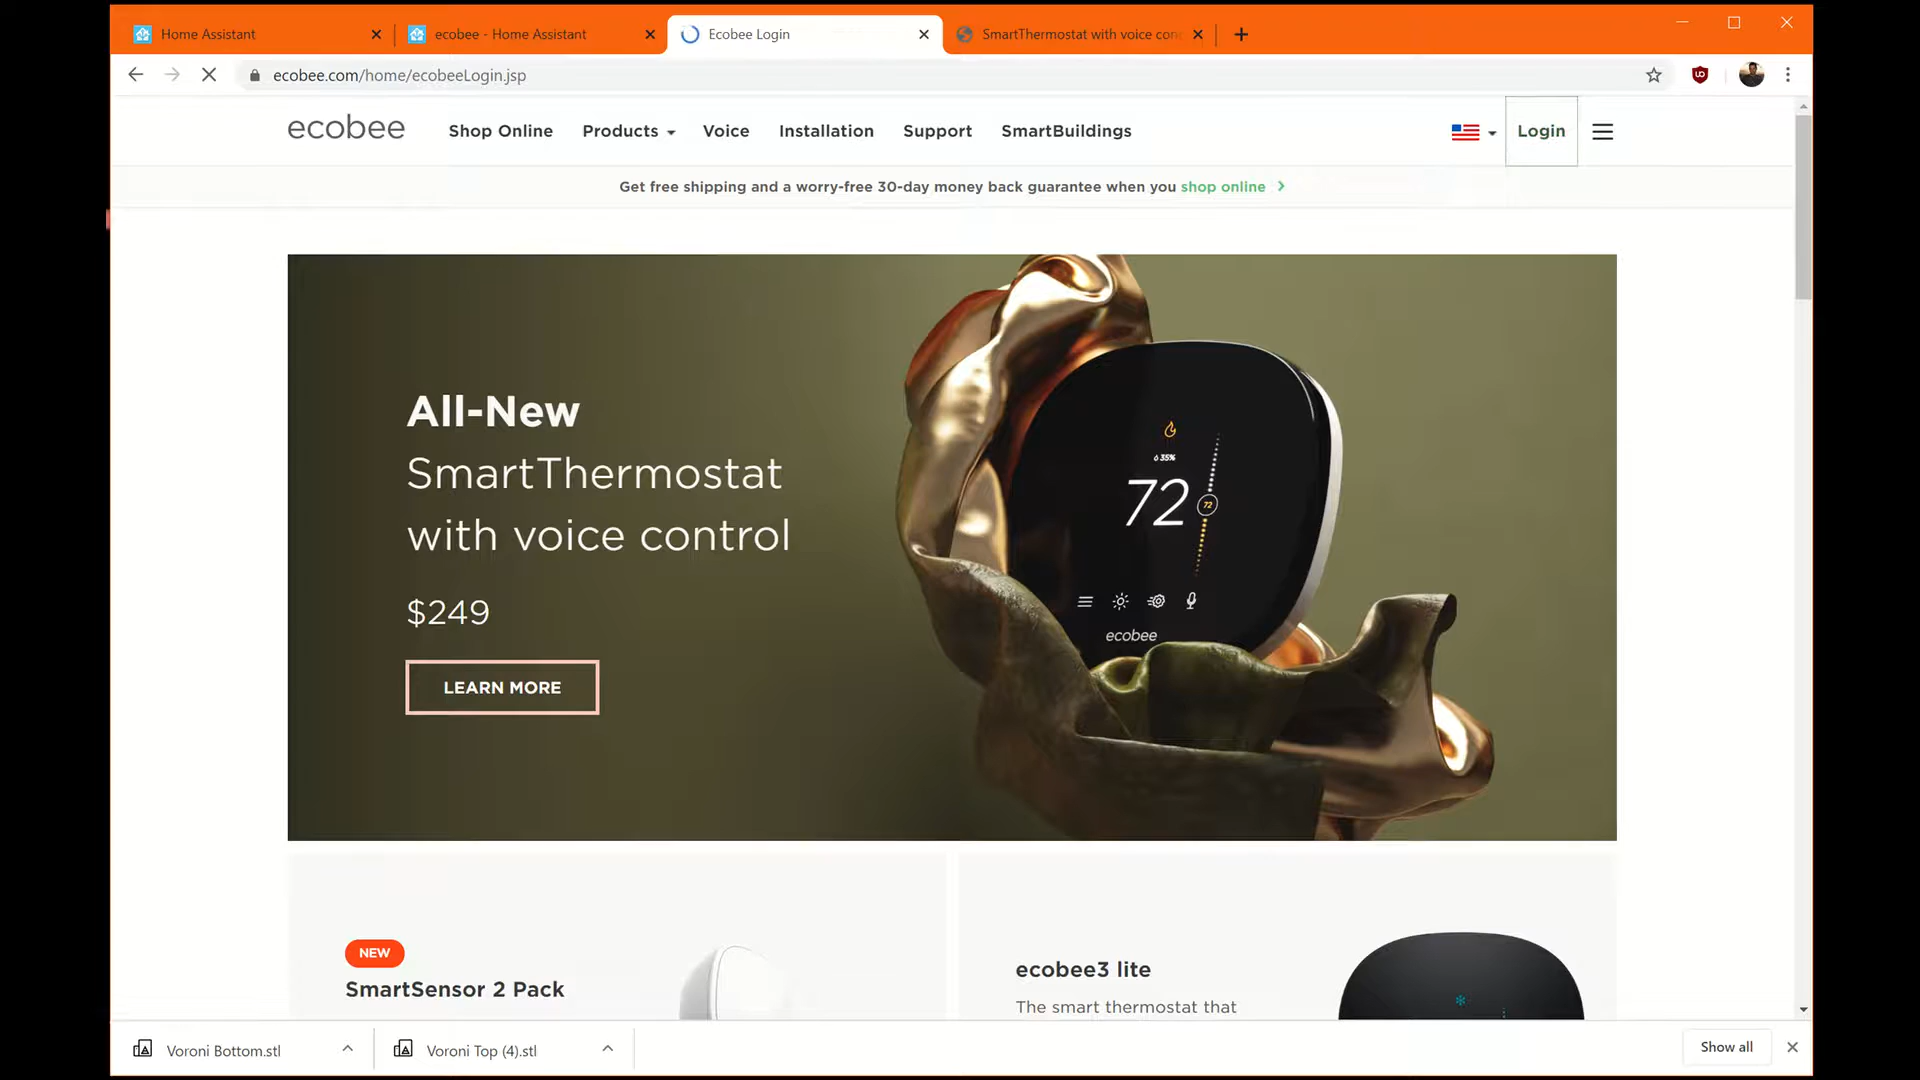 Home Assistant
ecobee - Home Assistant
Ecobee Login
SmartThermostat with voice con
ecobee.com/home/ecobeeLogin.jsp
ecobee
Shop Online
Products
Voice
Installation
Support
SmartBuildings
Login
Get free shipping and a worry-free 30-day money back guarantee when you shop online
All-New
SmartThermostat
with voice control
$249
LEARN MORE
35%
72
72
ecobee
NEW
SmartSensor 2 Pack
ecobee3 lite
The smart thermostat that
Voroni Bottom.stl
Voroni Top (4).stl
Show all